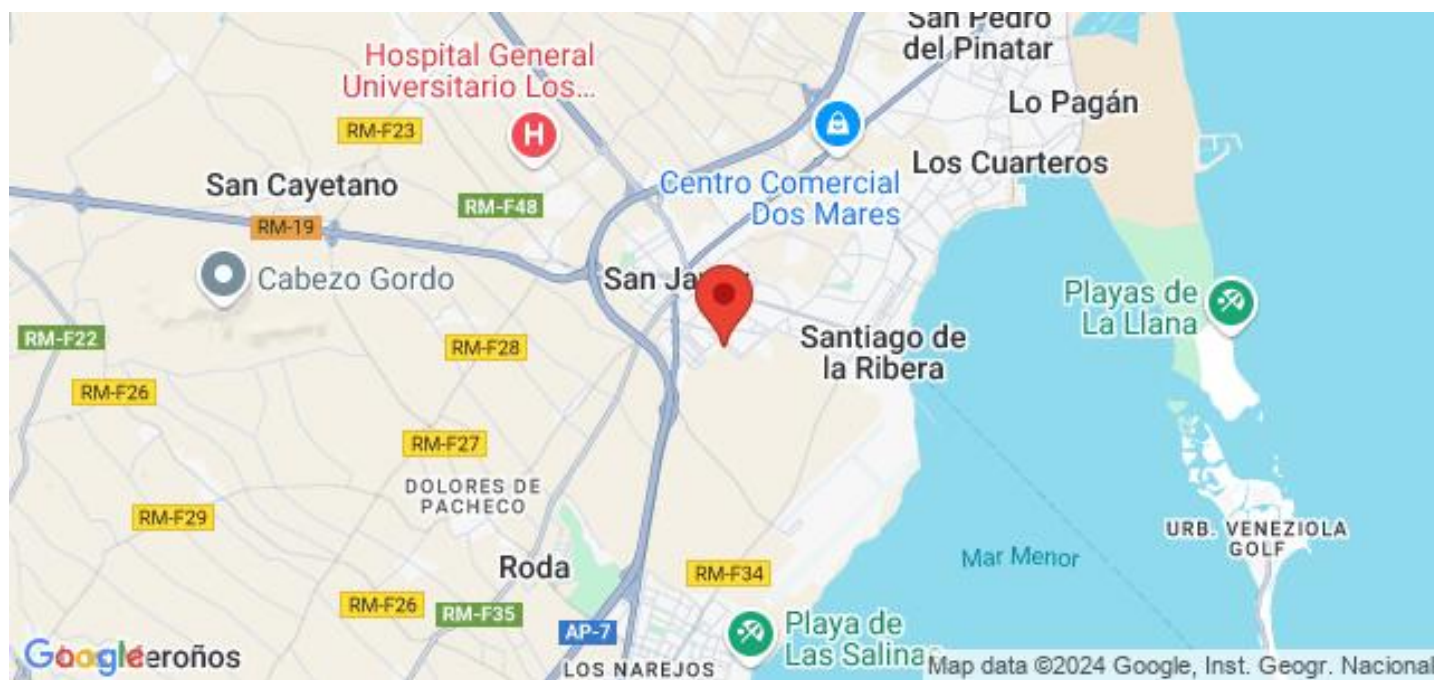 San Pedro
del Pinatar
Hospital General
Universitario Los...
Lo Pagán
RM-F23
H
Los Cuarteros
San Cayetano
Centro Comercial
Dos Mares
RM-F48
RM-19
Cabezo Gordo
San Ja
Playas de
La Llana
RM-F22
RM-F28
Santiago de
la Ribera
RM-F26
RM-F27
DOLORES DE
PACHECO
RM-F29
URB. VENEZIOLA
GOLF
Mar Menor
Roda
RM-F34
RM-F26
RM-F35
AP-7
Playa de
Las Salinas
Google
eroños
LOS NAREJOS
Map data ©2024 Google, Inst. Geogr. Nacional